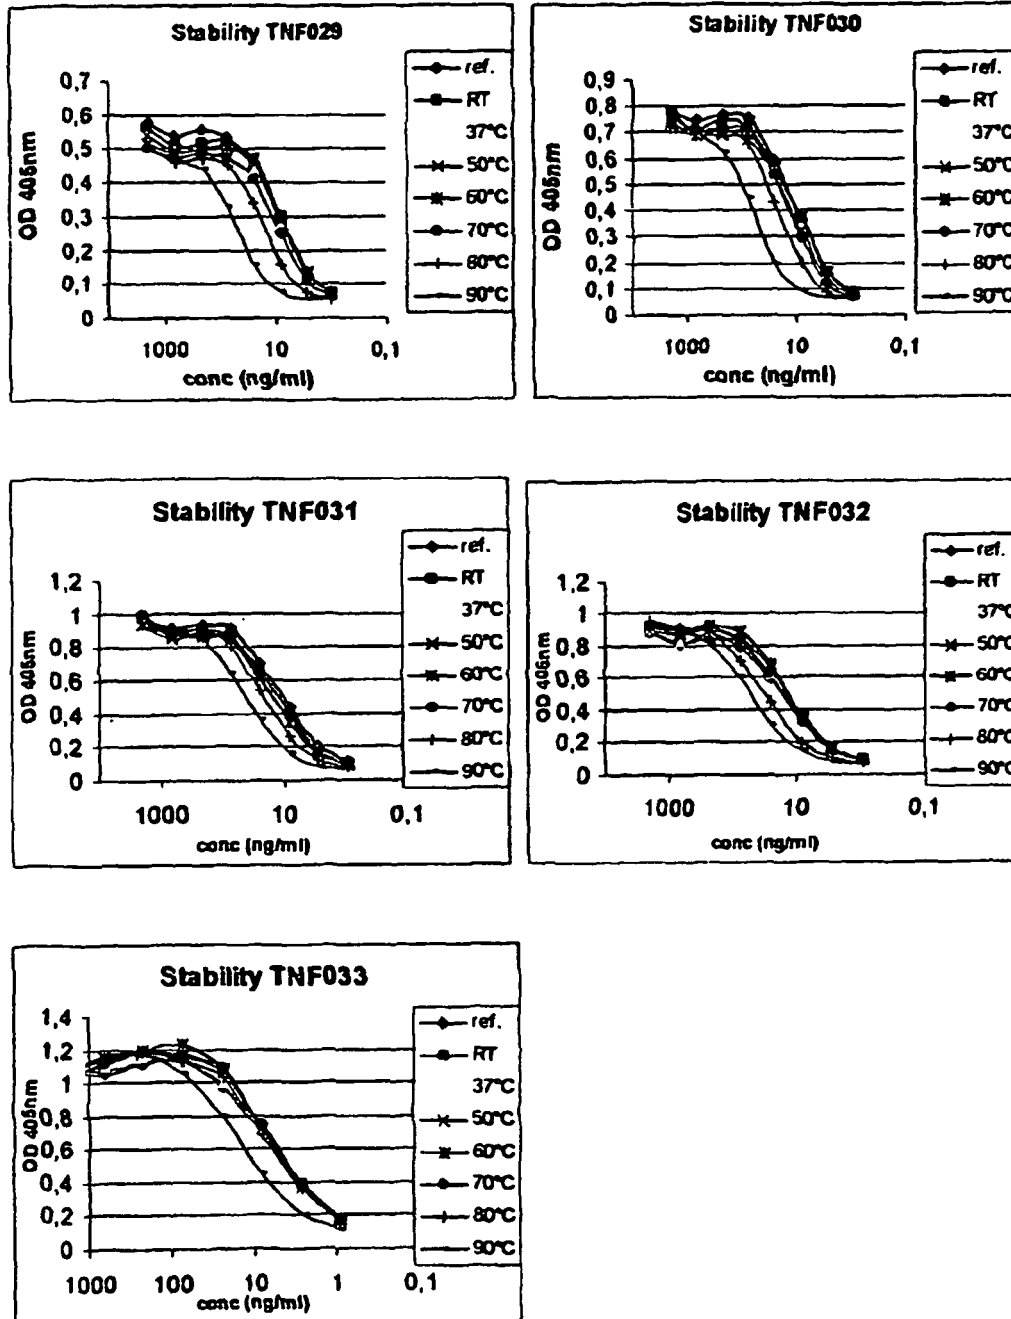 Stability TNF029
OD 405nm
0,7
0,6
0,5
0,4
0,3
0,2
0,1
0
1000 10 0,1
conc (ng/ml)
ref.
RT
37°C
50°C
60°C
70°C
80°C
90°C
Stability TNF030
OD 405nm
0,9
0,8
0,7
0,6
0,5
0,4
0,3
0,2
0,1
0
1000 10 0,1
conc (ng/ml)
ref.
RT
37°C
50°C
60°C
70°C
80°C
90°C
Stability TNF031
OD 405nm
1,2
1
0,8
0,6
0,4
0,2
0
1000 10 0,1
conc (ng/ml)
ref.
RT
37°C
50°C
60°C
70°C
80°C
90°C
Stability TNF032
OD 405nm
1,2
1
0,8
0,6
0,4
0,2
0
1000 10 0,1
conc (ng/ml)
ref.
RT
37°C
50°C
60°C
70°C
80°C
90°C
Stability TNF033
OD 405nm
1,4
1,2
1
0,8
0,6
0,4
0,2
0
1000 100 10 1 0,1
conc (ng/ml)
ref.
RT
37°C
50°C
60°C
70°C
80°C
90°C